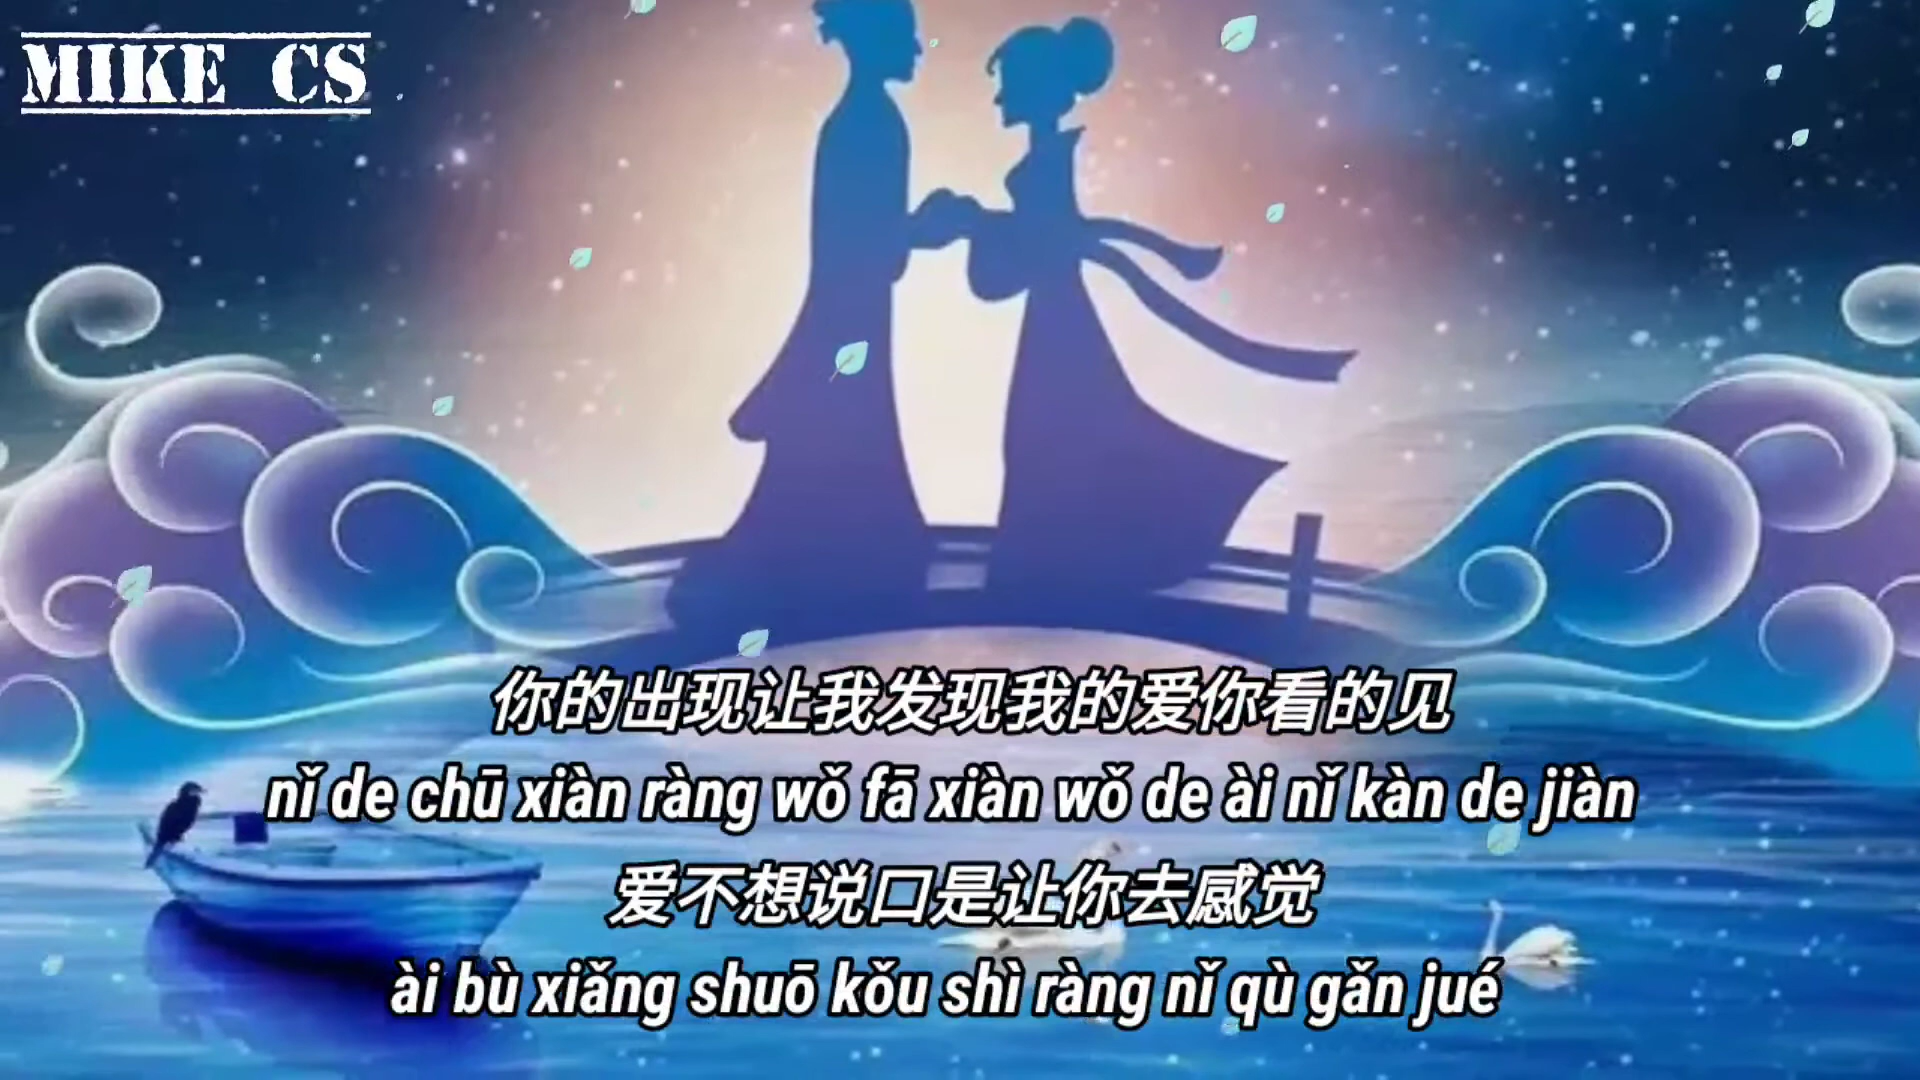 MIKE CS
你的出现让我发现我的爱你看的见
nǐ de chū xiàn ràng wǒ fā xiàn wǒ de ài nǐ kàn de jiàn
爱不想说口是让你去感觉
ài bù xiǎng shuō kǒu shì ràng nǐ qù gǎn jué